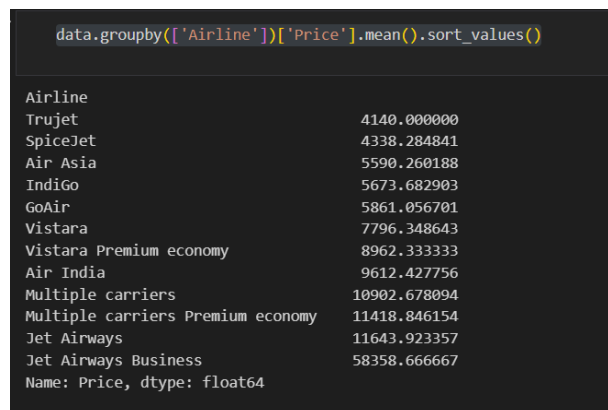 data.groupby(['Airline'])['Price'].mean().sort_values()
Airline
Trujet 4140.000000
SpiceJet 4338.284841
Air Asia 5590.260188
IndiGo 5673.682903
GoAir 5861.056701
Vistara 7796.348643
Vistara Premium economy 8962.333333
Air India 9612.427756
Multiple carriers 10902.678094
Multiple carriers Premium economy 11418.846154
Jet Airways 11643.923357
Jet Airways Business 58358.666667
Name: Price, dtype: float64